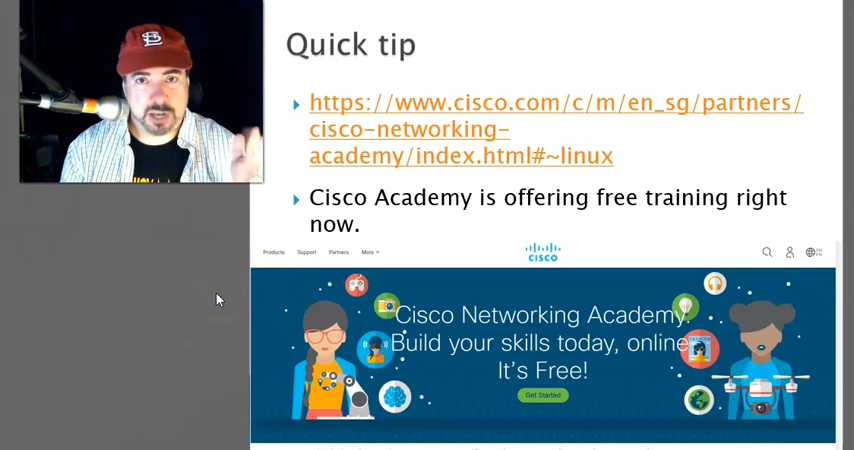 Quick tip
https://www.cisco.com/c/m/en_sg/partners/
cisco-networking-
academy/index.html#~linux
Cisco Academy is offering free training right
now.
Products Support Partners More
CISCO
Cisco Networking Academy.
Build your skills today, online
It's Free!
Get Started